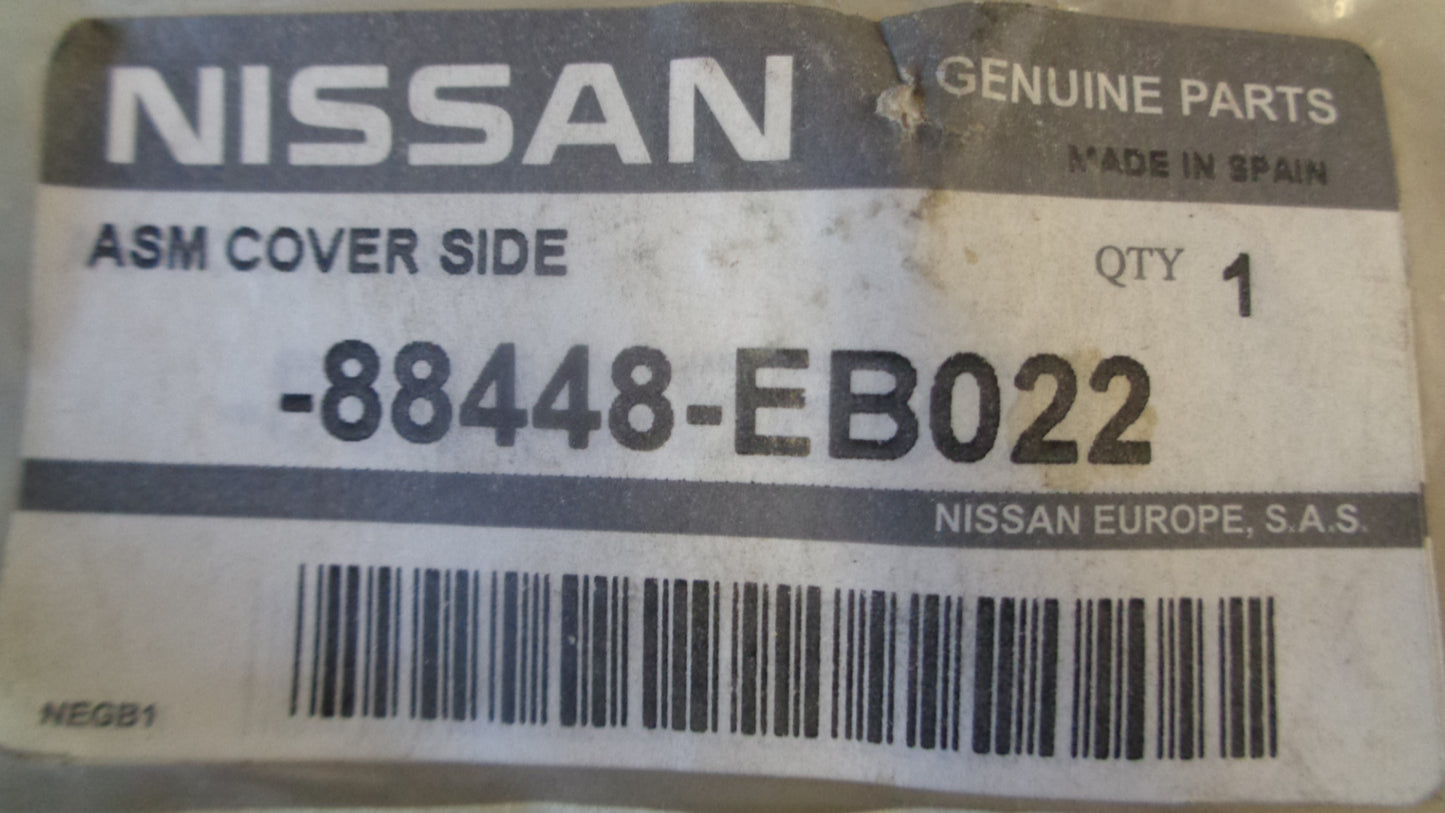 NISSAN
GENUINE PARTS
MADE IN SPAIN
ASM COVER SIDE
QTY 1
-88448-EB022
NISSAN EUROPE, S.A.S.
NEGB1